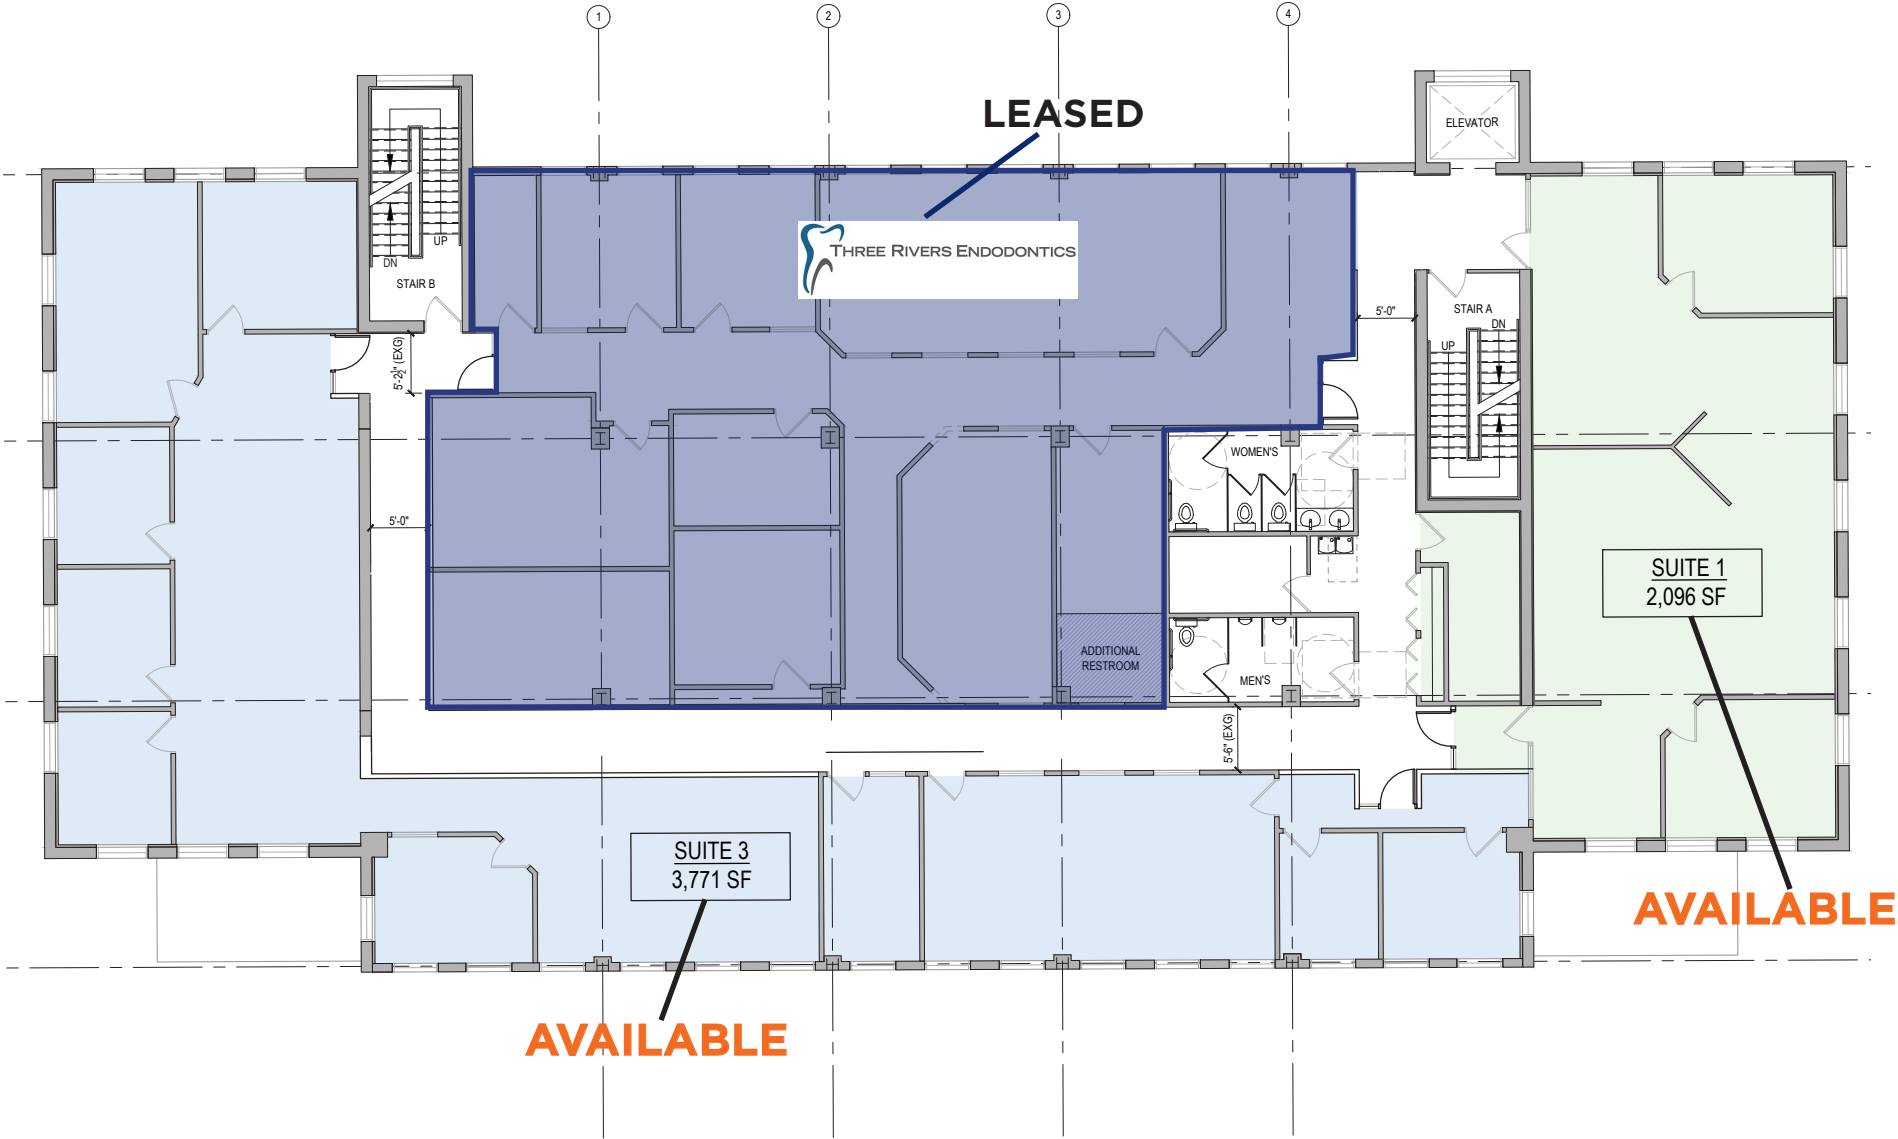 1
2
3
4
LEASED
ELEVATOR
THREE RIVERS ENDODONTICS
UP
DN
STAIR B
5'-2½" (EXG)
5'-0"
STAIR A
DN
UP
WOMEN'S
5'-0"
SUITE 1
2,096 SF
ADDITIONAL
RESTROOM
MEN'S
5'-6" (EXG)
SUITE 3
3,771 SF
AVAILABLE
AVAILABLE